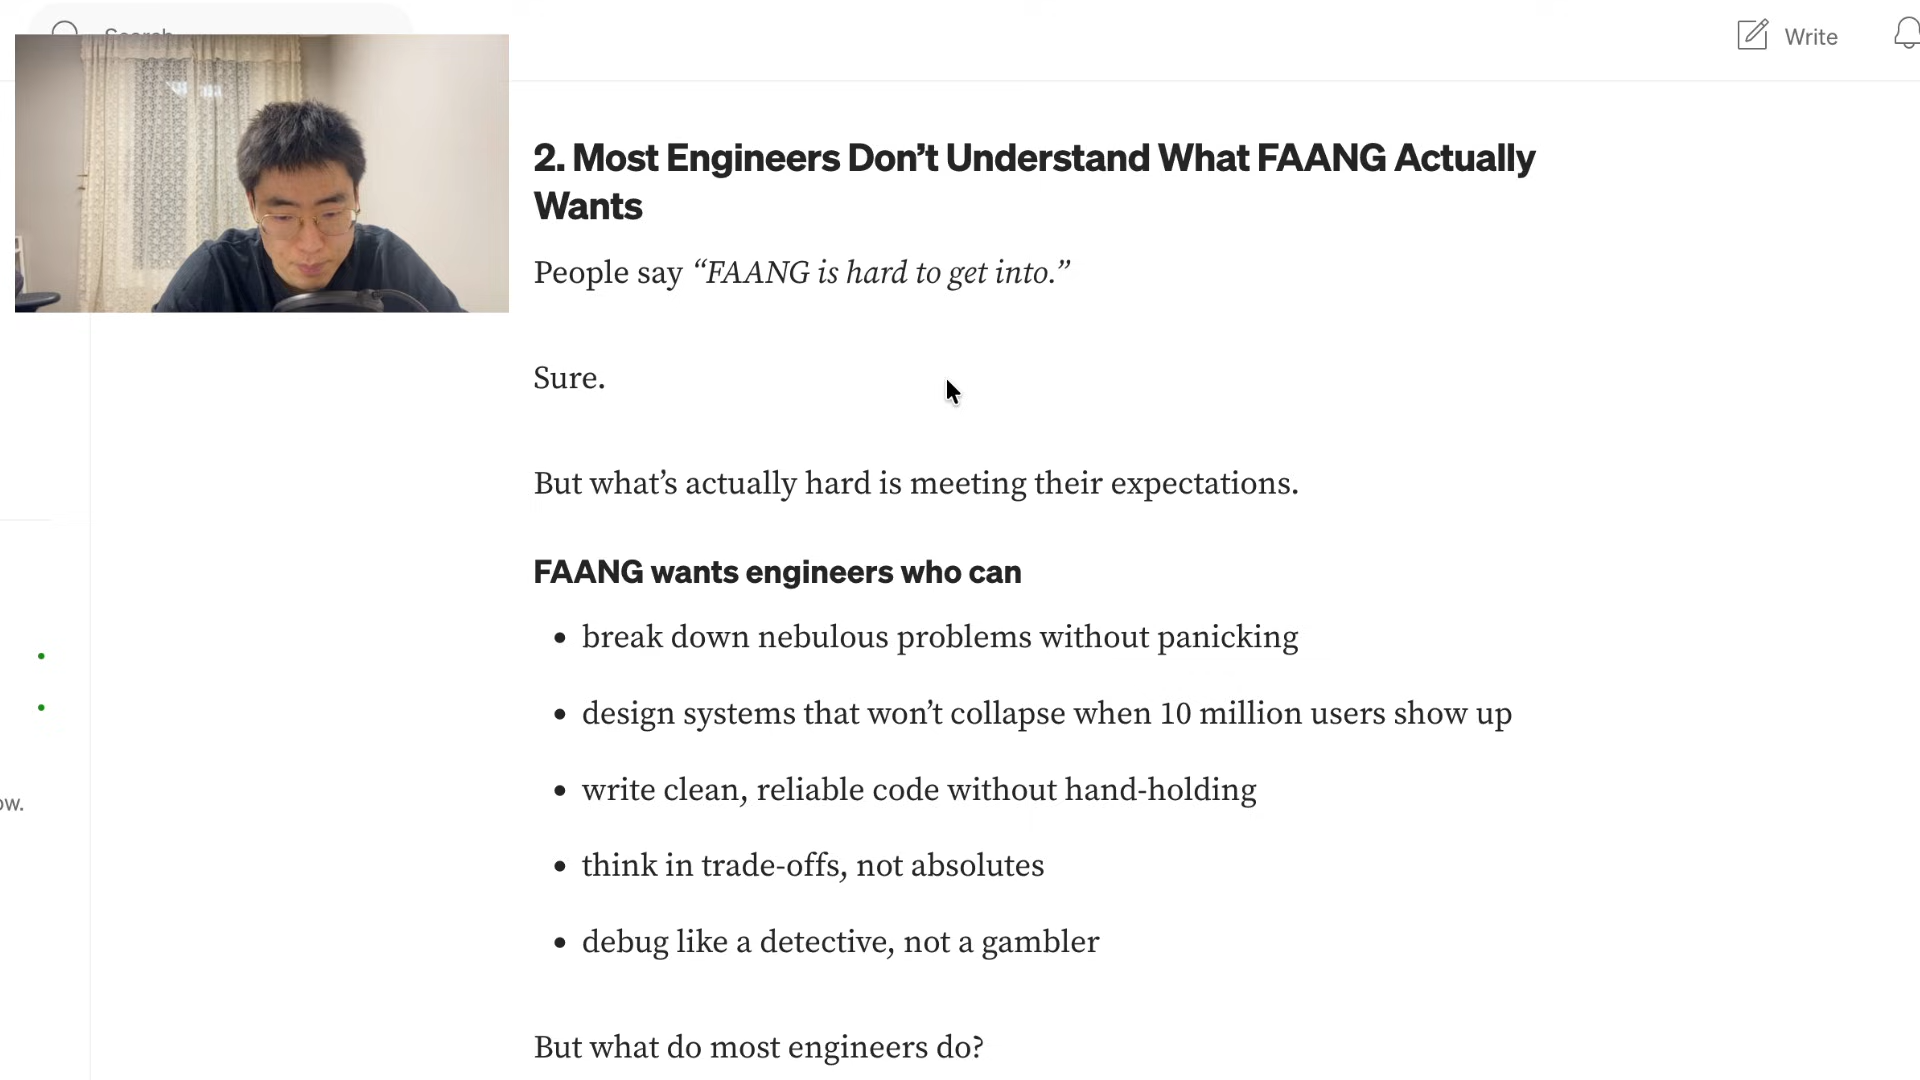 Search
Write
2. Most Engineers Don’t Understand What FAANG Actually
Wants
People say “FAANG is hard to get into.”
Sure.
But what’s actually hard is meeting their expectations.
FAANG wants engineers who can
• break down nebulous problems without panicking
• design systems that won’t collapse when 10 million users show up
• write clean, reliable code without hand-holding
ow.
• think in trade-offs, not absolutes
• debug like a detective, not a gambler
But what do most engineers do?